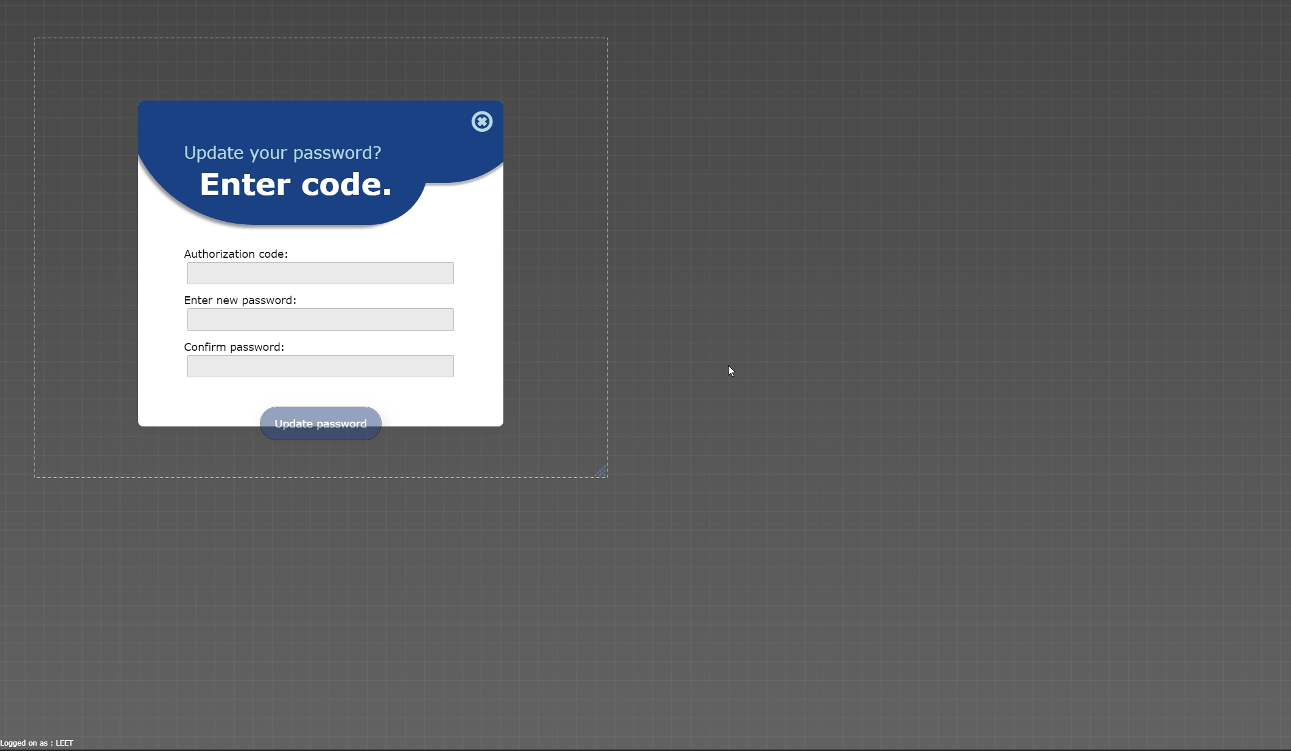 Update your password?
Enter code.
Authorization code:
Enter new password:
Confirm password:
Update password
Logged on as : LEET